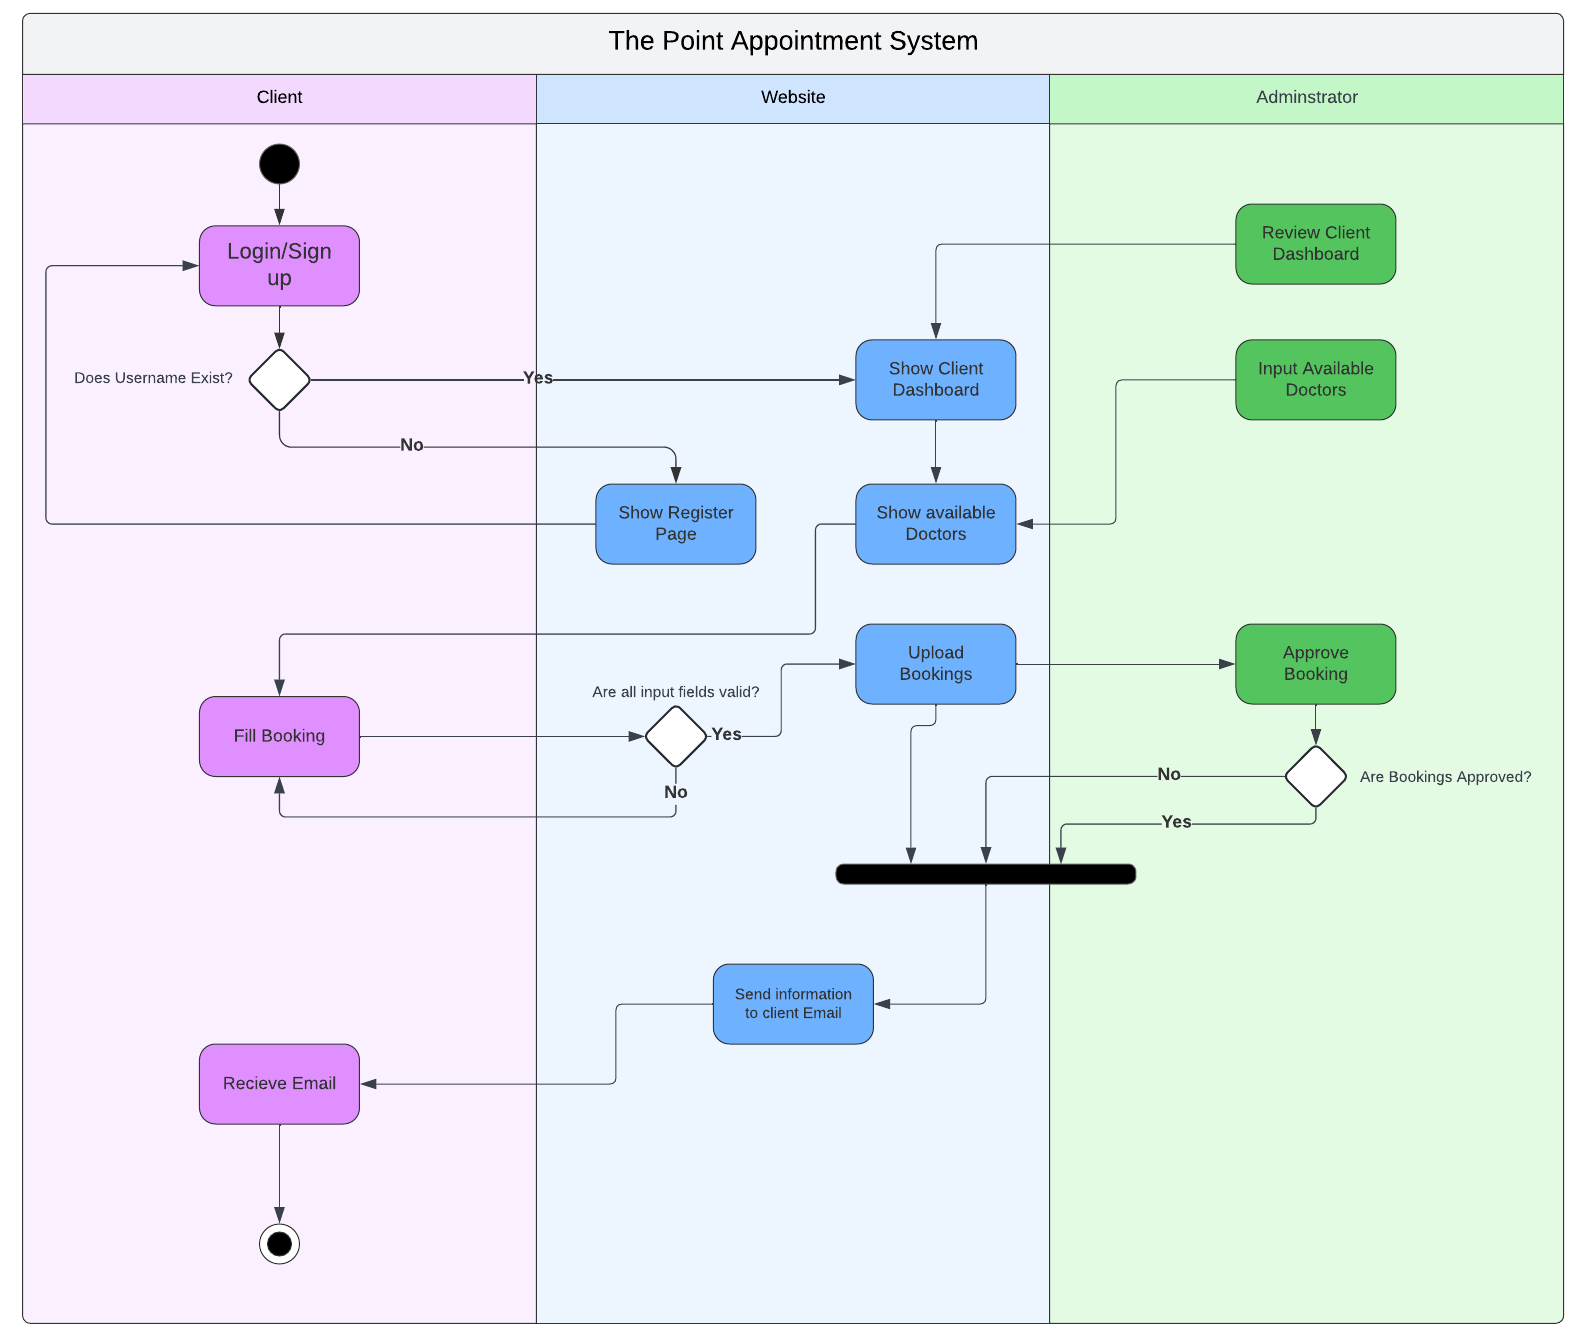 The Point Appointment System
Client
Website
Adminstrator
Login/Sign
up
Review Client
Dashboard
Does Username Exist?
Yes
Show Client
Dashboard
Input Available
Doctors
No
Show Register
Page
Show available
Doctors
Upload
Bookings
Approve
Booking
Are all input fields valid?
Fill Booking
Yes
No
No
Are Bookings Approved?
Yes
Send information
to client Email
Recieve Email